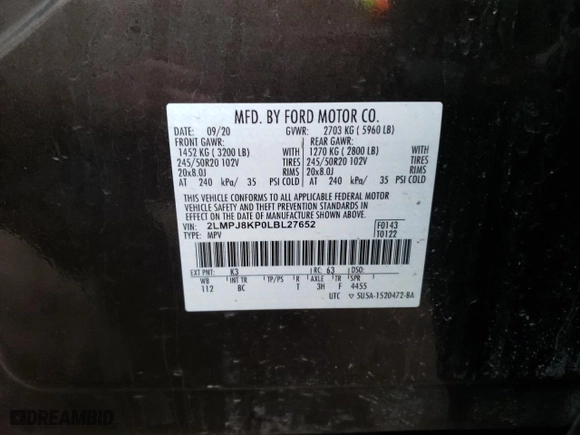 MFD. BY FORD MOTOR CO.
DATE: 09/20 GVWR: 2703 KG ( 5960 LB)
FRONT GAWR: REAR GAWR:
1452 KG ( 3200 LB) WITH 1270 KG ( 2800 LB) WITH
245/50R20 102V TIRES 245/50R20 102V TIRES
20x8.0J RIMS 20x8.0J RIMS
AT 240 kPa/ 35 PSI COLD AT 240 kPa/ 35 PSI COLD
THIS VEHICLE CONFORMS TO ALL APPLICABLE FEDERAL MOTOR
VEHICLE SAFETY AND THEFT PREVENTION STANDARDS IN
EFFECT ON THE DATE OF MANUFACTURE SHOWN ABOVE.
VIN: 2LMPJ8KP0LBL27652 F0143
TYPE: MPV T0122
EXT PNT: K3 RC: 63 DSO:
WB INT TR TP/PS R AXLE TR SPR
112 BC T 3H F 4455
UTC 5U5A-1520472-BA
DREAMBID